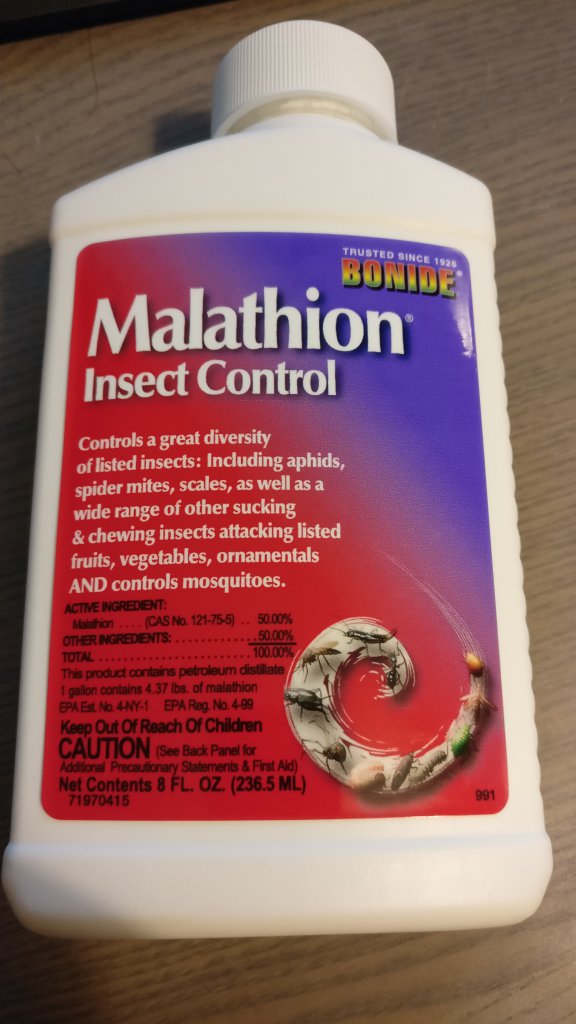 TRUSTED SINCE 1926
BONIDE®
Malathion®
Insect Control
Controls a great diversity
of listed insects: Including aphids,
spider mites, scales, as well as a
wide range of other sucking
& chewing insects attacking listed
fruits, vegetables, ornamentals
AND controls mosquitoes.
ACTIVE INGREDIENT:
Malathion .... (CAS No. 121-75-5) .. 50.00%
OTHER INGREDIENTS: .............. 50.00%
TOTAL ......................... 100.00%
This product contains petroleum distillate
1 gallon contains 4.37 lbs. of malathion
EPA Est. No. 4-NY-1 EPA Reg. No. 4-99
Keep Out Of Reach Of Children
CAUTION (See Back Panel for
Additional Precautionary Statements & First Aid)
Net Contents 8 FL. OZ. (236.5 ML)
71970415
991